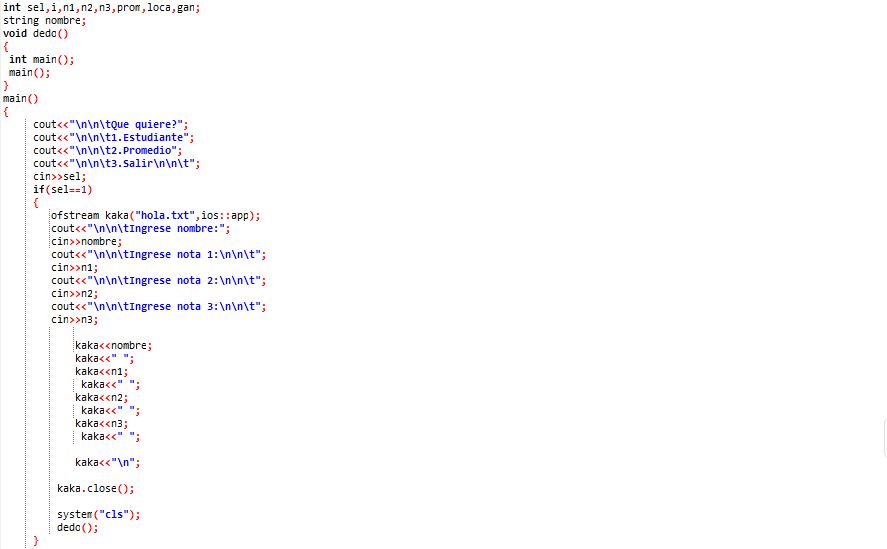 int sel,i,n1,n2,n3,prom,loca,gan;
string nombre;
void dedo()
{
int main();
main();
}
main()
{
cout<<"\n\n\tQue quiere?";
cout<<"\n\n\t1.Estudiante";
cout<<"\n\n\t2.Promedio";
cout<<"\n\n\t3.Salir\n\n\t";
cin>>sel;
if(sel==1)
{
ofstream kaka("hola.txt",ios::app);
cout<<"\n\n\tIngrese nombre:";
cin>>nombre;
cout<<"\n\n\tIngrese nota 1:\n\n\t";
cin>>n1;
cout<<"\n\n\tIngrese nota 2:\n\n\t";
cin>>n2;
cout<<"\n\n\tIngrese nota 3:\n\n\t";
cin>>n3;
kaka<<nombre;
kaka<<" ";
kaka<<n1;
kaka<<" ";
kaka<<n2;
kaka<<" ";
kaka<<n3;
kaka<<" ";
kaka<<"\n";
kaka.close();
system("cls");
dedo();
}